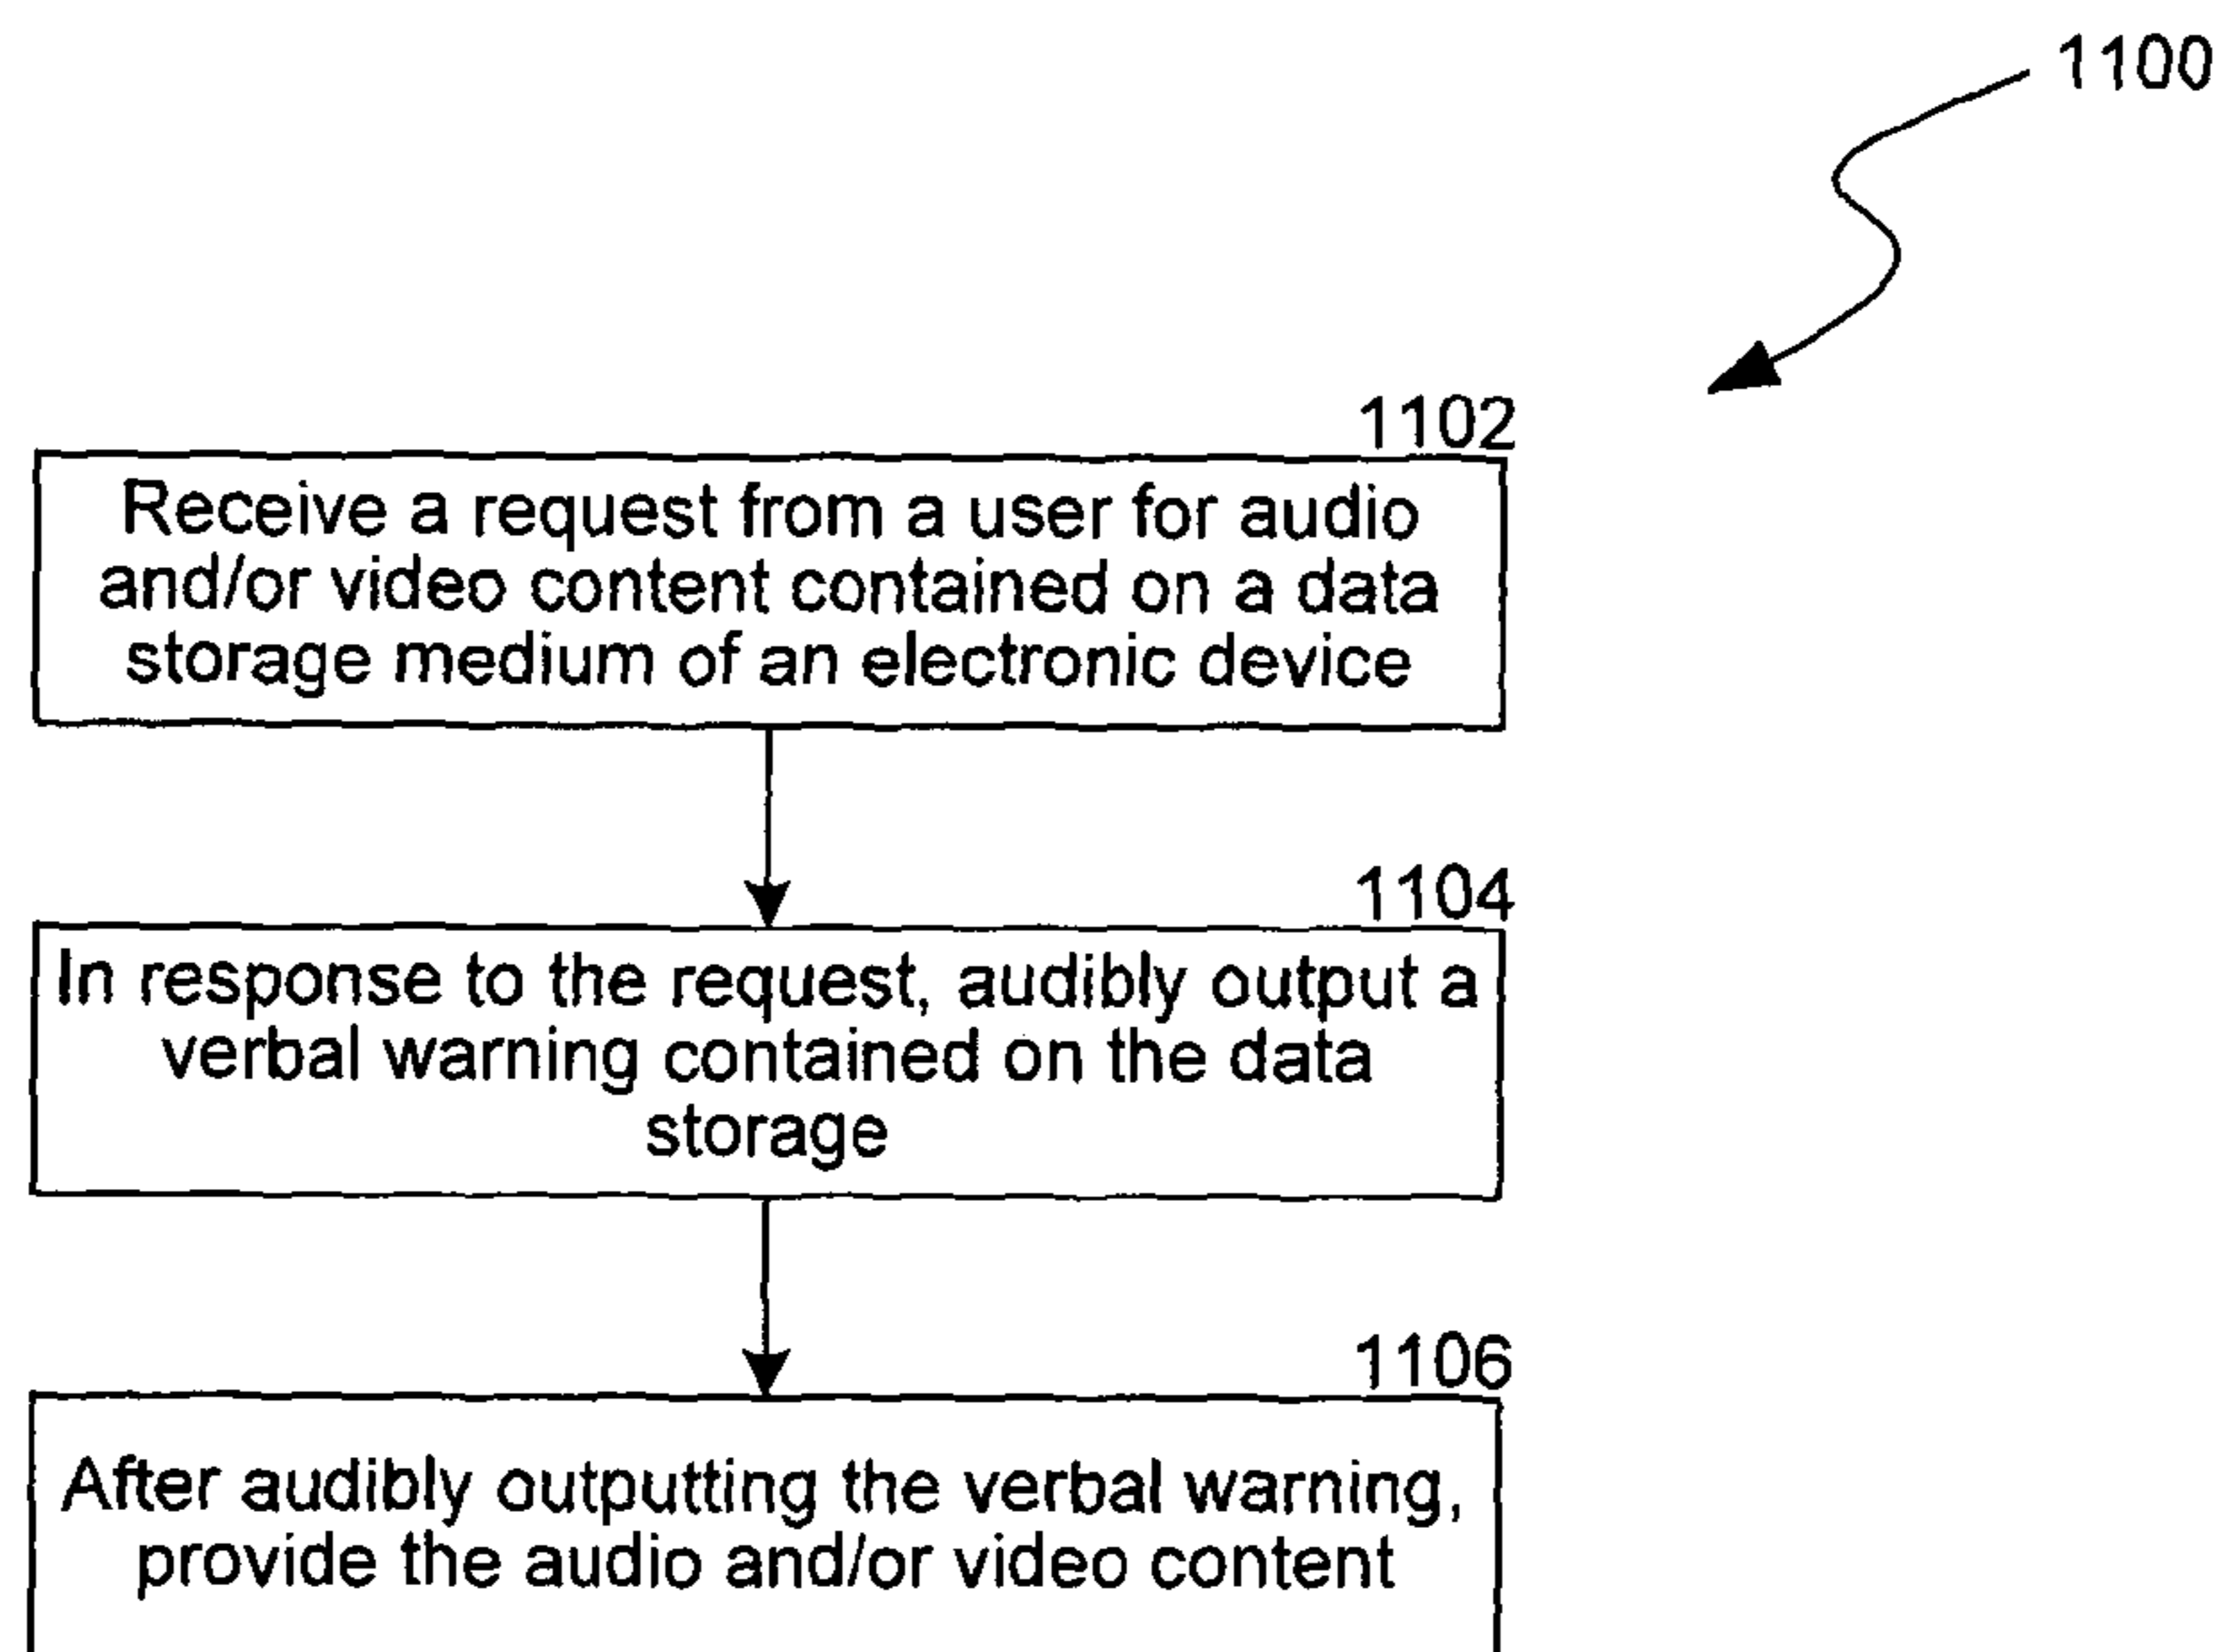 1100
1102
Receive a request from a user for audio
and/or video content contained on a data
storage medium of an electronic device
1104
In response to the request, audibly output a
verbal warning contained on the data
storage
1106
After audibly outputting the verbal warning,
provide the audio and/or video content